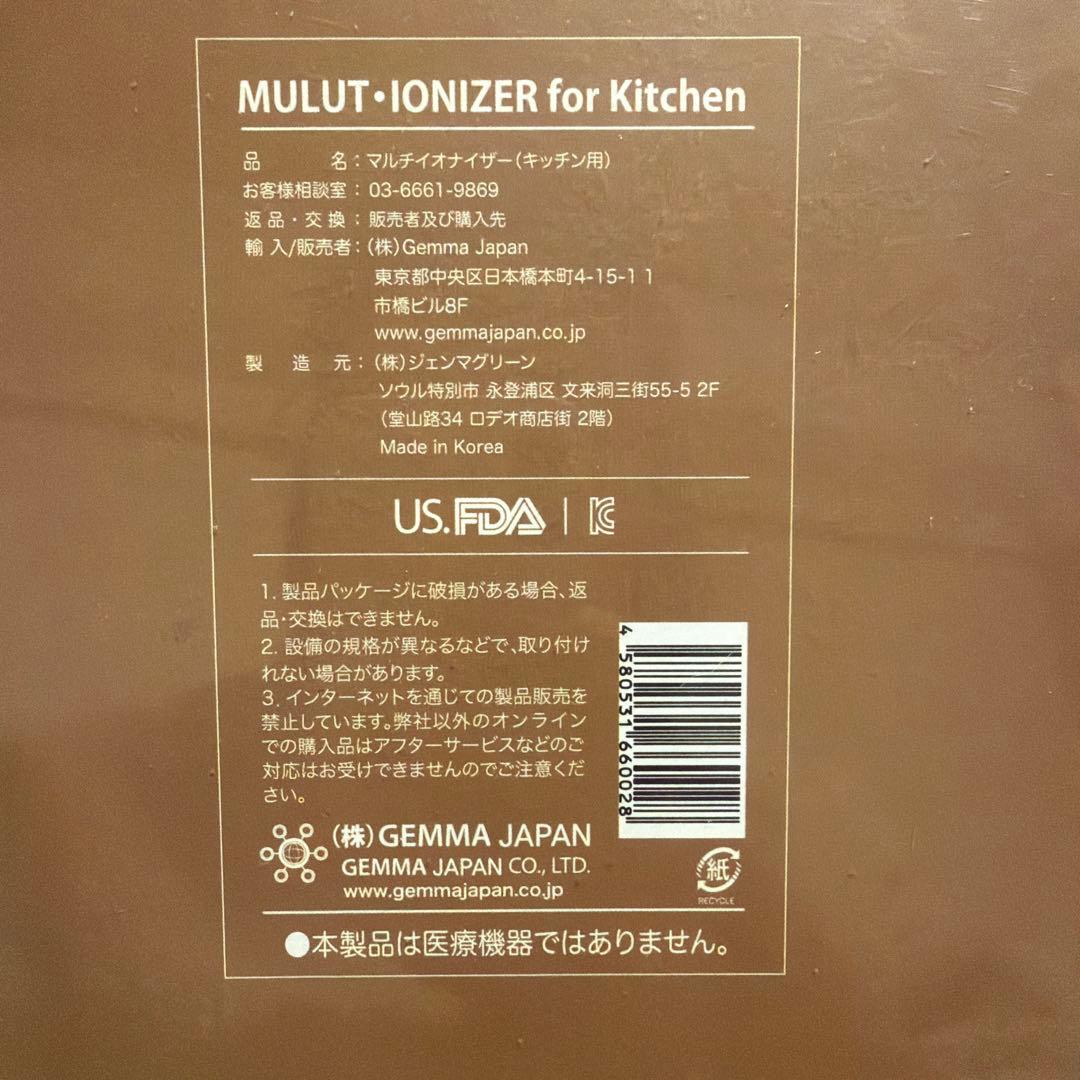 MULUT・IONIZER for Kitchen
品 名：マルチイオナイザー（キッチン用）
お客様相談室： 03-6661-9869
返品・交換： 販売者及び購入先
輸入/販売者：（株）Gemma Japan
東京都中央区日本橋本町4-15-1 1
市橋ビル8F
www.gemmajapan.co.jp
製 造 元：（株）ジェンマグリーン
ソウル特別市 永登浦区 文来洞三街55-5 2F
（堂山路34 ロデオ商店街 2階）
Made in Korea
US.FDA | KC
1. 製品パッケージに破損がある場合、返
品・交換はできません。
2. 設備の規格が異なるなどで、取り付け
れない場合があります。
3. インターネットを通じての製品販売を
禁止しています。弊社以外のオンライン
での購入品はアフターサービスなどのご
対応はお受けできませんのでご注意くだ
さい。
4 580531 660028
（株）GEMMA JAPAN
GEMMA JAPAN CO., LTD.
www.gemmajapan.co.jp
紙
RECYCLE
●本製品は医療機器ではありません。